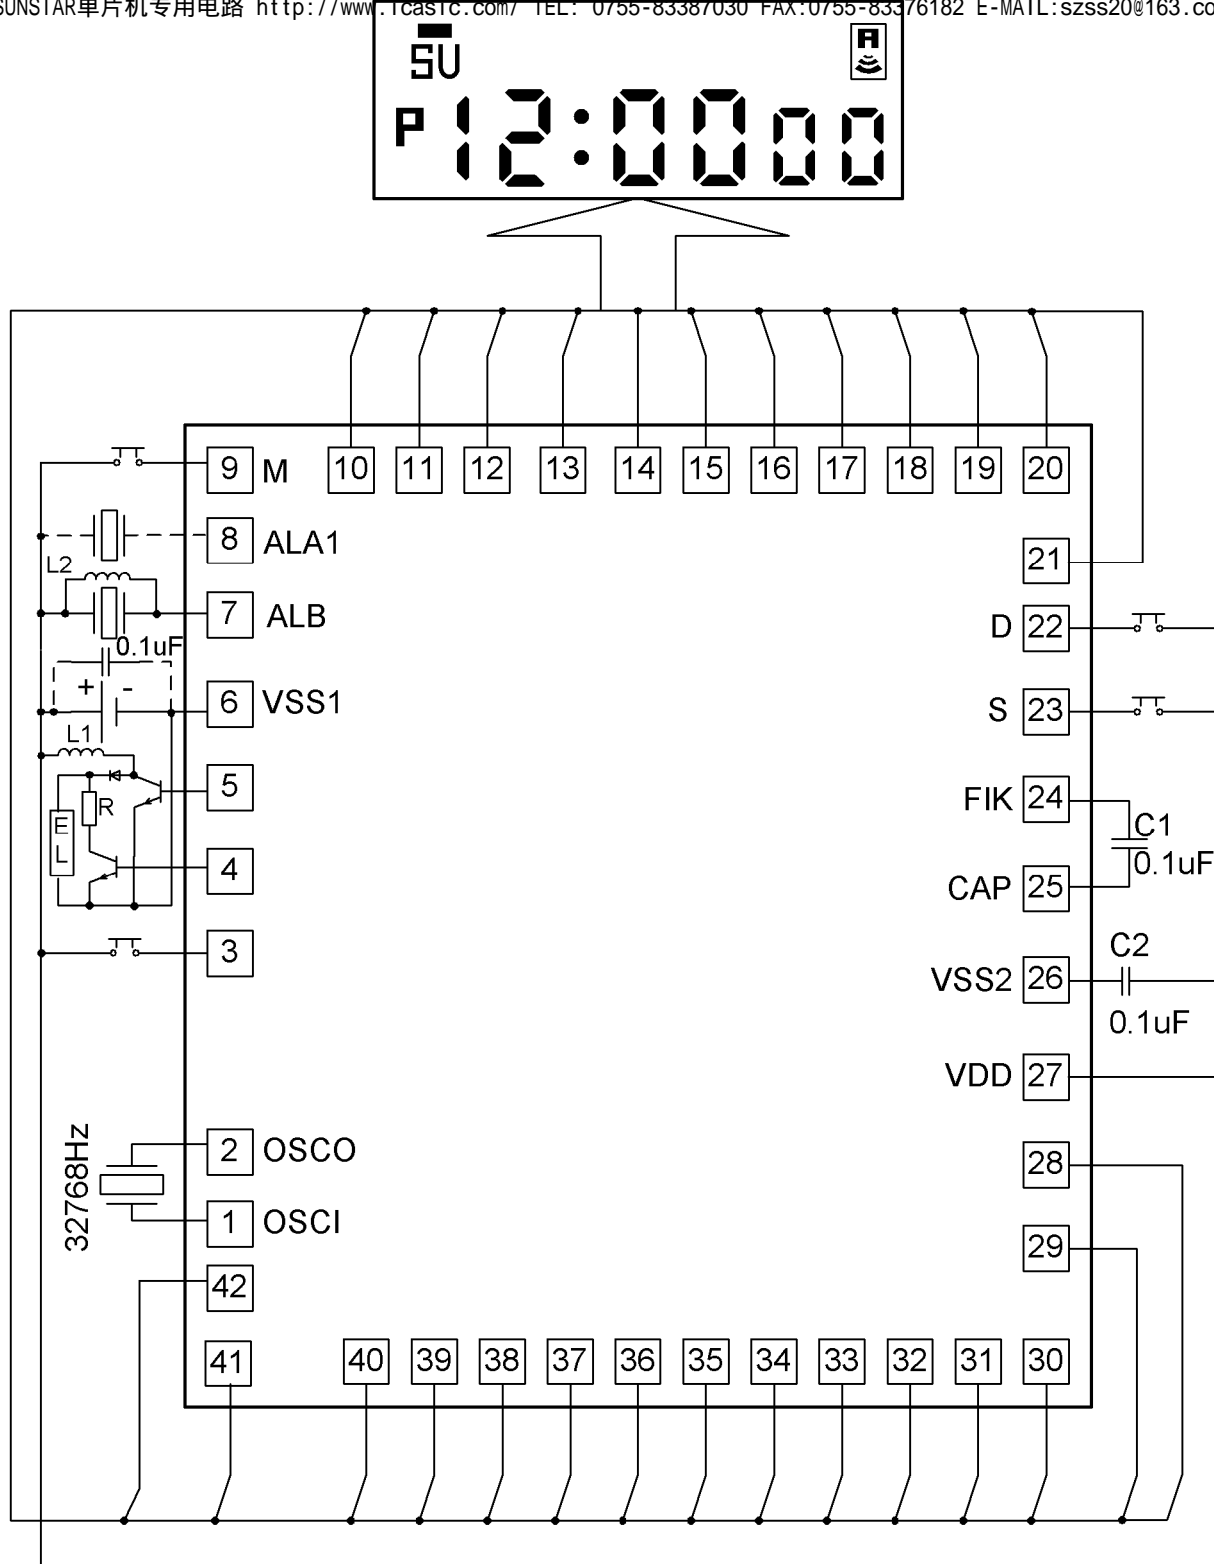 SUNSTAR单片机专用电路 http://www.icasic.com/ TEL: 0755-83387030 FAX:0755-83376182 E-MAIL:szss20@163.co
SU
A
P 12:00 00
9 M 10 11 12 13 14 15 16 17 18 19 20
8 ALA1
21
L2
7 ALB
D 22
0.1uF
+ -
6 VSS1
S 23
L1
5
FIK 24
R
C1
E
L
4
0.1uF
CAP 25
3
C2
VSS2 26
0.1uF
VDD 27
32768Hz
2 OSCO
28
1 OSCI
29
42
41 40 39 38 37 36 35 34 33 32 31 30